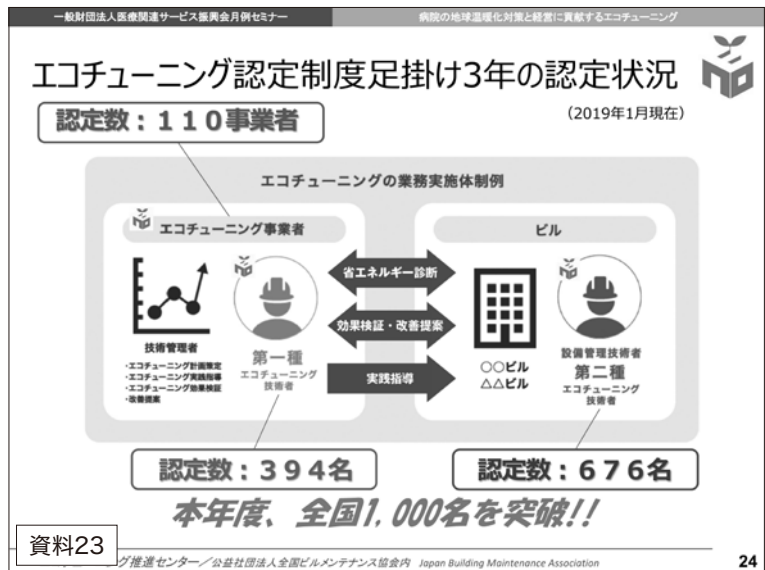 一般財団法人医療関連サービス振興会月例セミナー
病院の地球温暖化対策と経営に貢献するエコチューニング
エコチューニング認定制度足掛け3年の認定状況
(2019年1月現在)
認定数:110事業者
エコチューニングの業務実施体制例
エコチューニング事業者
ビル
省エネルギー診断
効果検証・改善提案
実践指導
技術管理者
・エコチューニング計画策定
・エコチューニング実践指導
・エコチューニング効果検証
・改善提案
第一種
エコチューニング
技術者
○○ビル
△△ビル
設備管理技術者
第二種
エコチューニング
技術者
認定数:394名
認定数:676名
本年度、全国1,000名を突破!!
資料23
グ推進センター/公益社団法人全国ビルメンテナンス協会内 Japan Building Maintenance Association
24